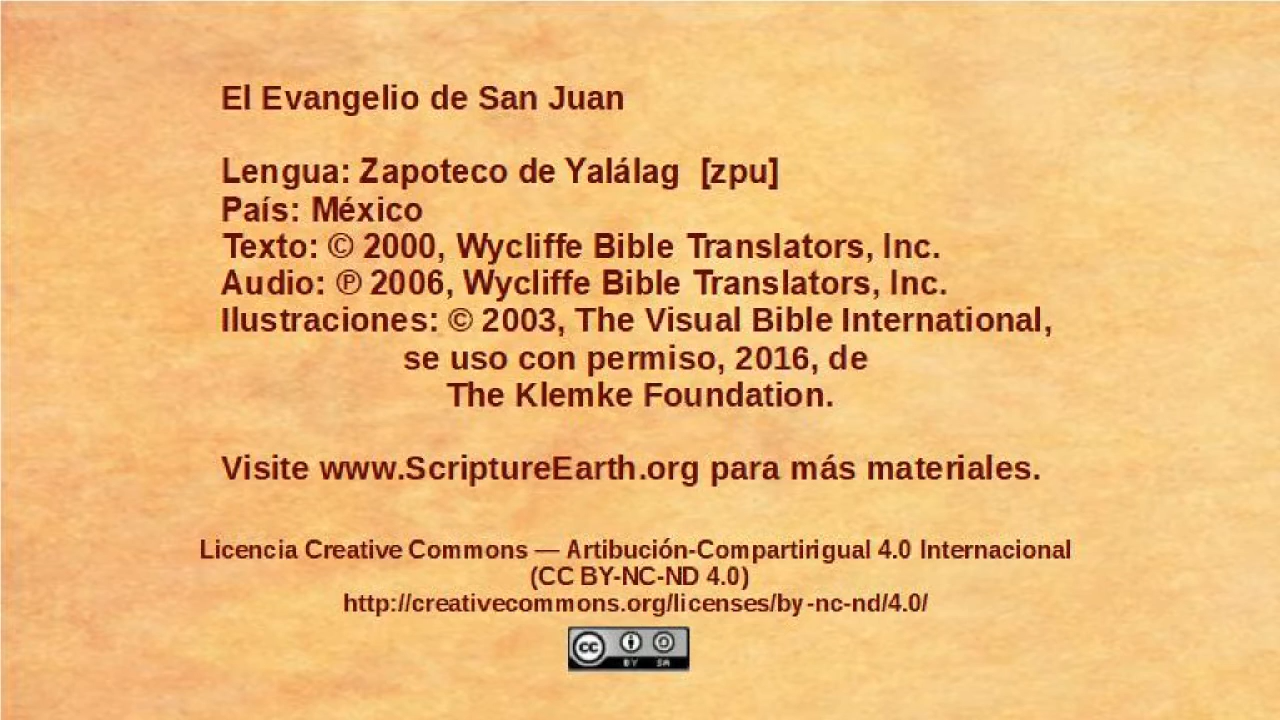 El Evangelio de San Juan
Lengua: Zapoteco de Yalálag [zpu]
País: México
Texto: © 2000, Wycliffe Bible Translators, Inc.
Audio: ℗ 2006, Wycliffe Bible Translators, Inc.
Ilustraciones: © 2003, The Visual Bible International,
se uso con permiso, 2016, de
The Klemke Foundation.
Visite www.ScriptureEarth.org para más materiales.
Licencia Creative Commons — Artibución-Compartirigual 4.0 Internacional
(CC BY-NC-ND 4.0)
http://creativecommons.org/licenses/by-nc-nd/4.0/
cc
BY SA